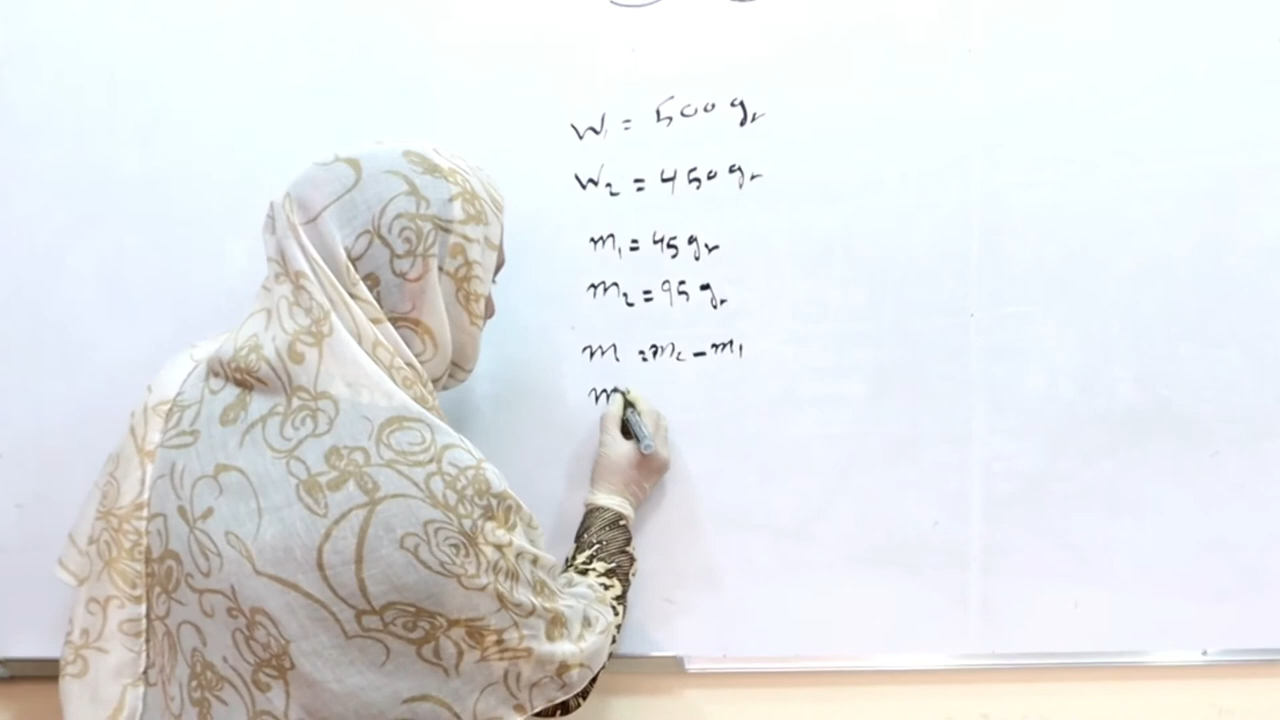 W₁ = 500 gr
W₂ = 450 gr
m₁ = 45 gr
m₂ = 95 gr
m = m₂ - m₁
m